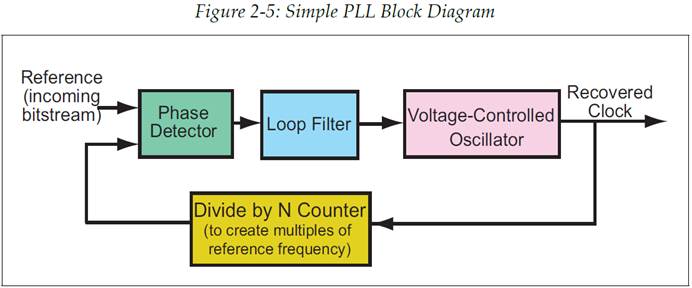 Figure 2-5: Simple PLL Block Diagram
Reference
(incoming
bitstream)
Phase
Detector
Loop Filter
Voltage-Controlled
Oscillator
Recovered
Clock
Divide by N Counter
(to create multiples of
reference frequency)